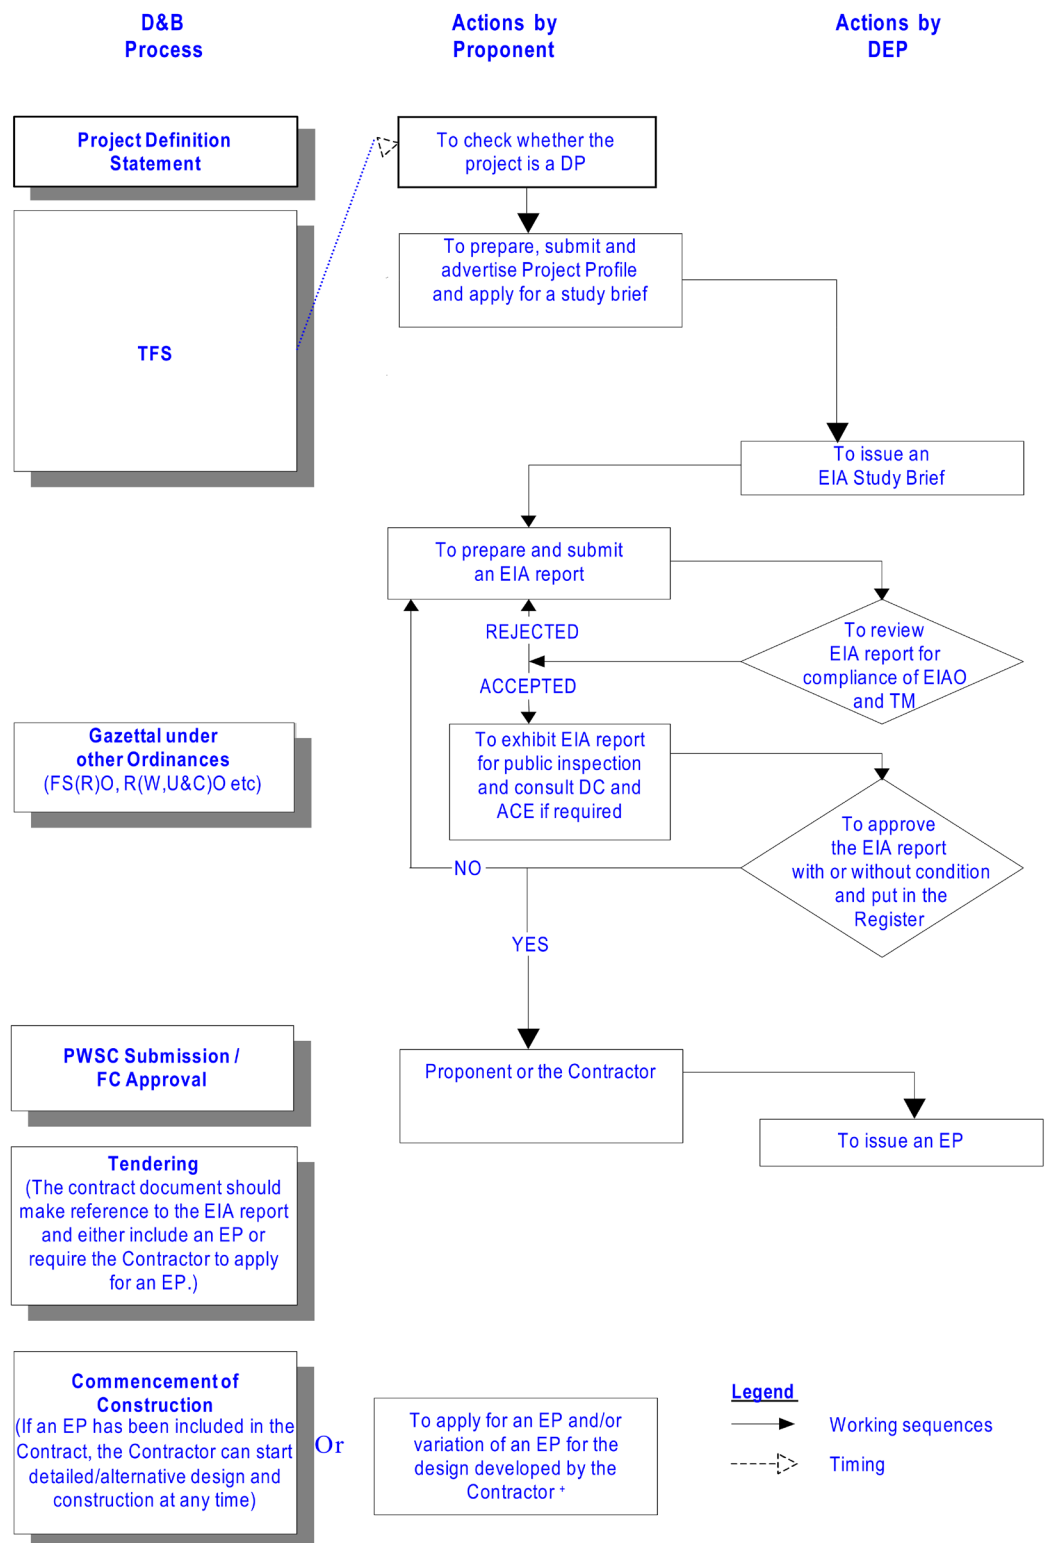 D&B
Process
Actions by
Proponent
Actions by
DEP
Project Definition
Statement
To check whether the
project is a DP
To prepare, submit and
advertise Project Profile
and apply for a study brief
TFS
To issue an
EIA Study Brief
To prepare and submit
an EIA report
REJECTED
ACCEPTED
To review
EIA report for
compliance of EIAO
and TM
Gazettal under
other Ordinances
(FS(R)O, R(W,U&C)O etc)
To exhibit EIA report
for public inspection
and consult DC and
ACE if required
To approve
the EIA report
with or without condition
and put in the
Register
NO
YES
PWSC Submission /
FC Approval
Proponent or the Contractor
To issue an EP
Tendering
(The contract document should
make reference to the EIA report
and either include an EP or
require the Contractor to apply
for an EP.)
Commencement of
Construction
(If an EP has been included in the
Contract, the Contractor can start
detailed/alternative design and
construction at any time)
Or
To apply for an EP and/or
variation of an EP for the
design developed by the
Contractor +
Legend
Working sequences
Timing